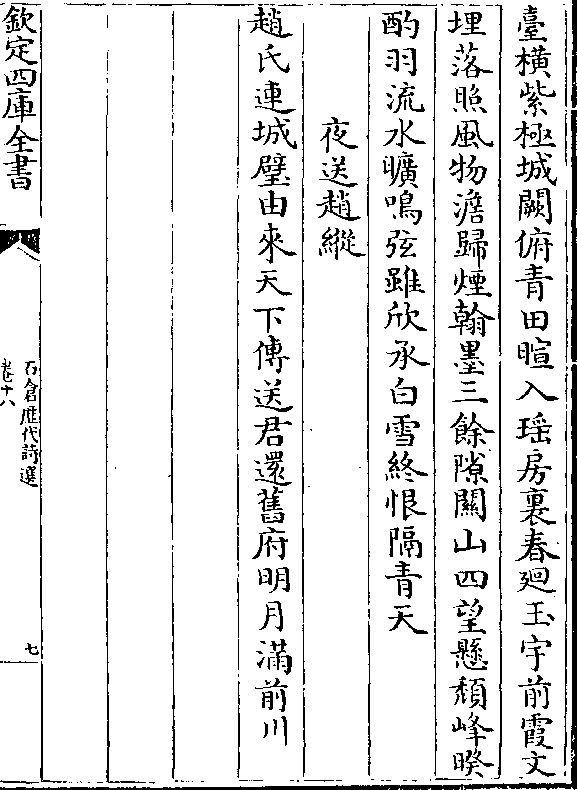 臺橫紫極城闕俯青田暄入瑶房裏春廻玉宇前霞文
埋落照風物澹歸煙翰墨三餘隙關山四望懸頽峰暌
酌羽流水曠鳴弦雖欣承白雪終恨隔青天
夜送趙縱
趙氏連城璧由來天下傳送君還舊府明月滿前川
欽定四庫全書
石倉歴代詩選
卷十八
七